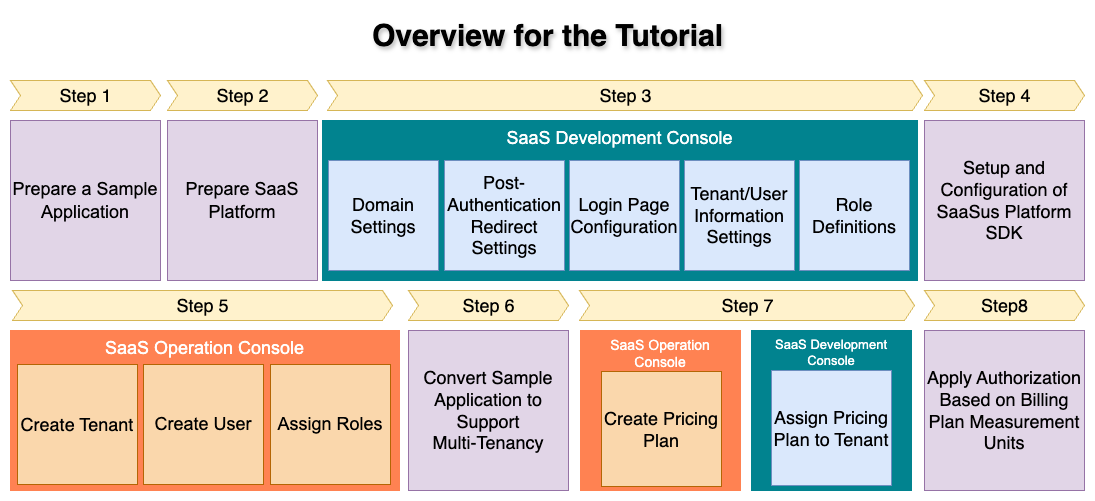 Overview for the Tutorial
Step 1
Step 2
Step 3
Step 4
Prepare a Sample
Application
Prepare SaaS
Platform
SaaS Development Console
Domain
Settings
Post-
Authentication
Redirect
Settings
Login Page
Configuration
Tenant/User
Information
Settings
Role
Definitions
Setup and
Configuration of
SaaSus Platform
SDK
Step 5
Step 6
Step 7
Step8
SaaS Operation Console
Create Tenant
Create User
Assign Roles
Convert Sample
Application to
Support
Multi-Tenancy
SaaS Operation
Console
Create Pricing
Plan
SaaS Development
Console
Assign Pricing
Plan to Tenant
Apply Authorization
Based on Billing
Plan Measurement
Units